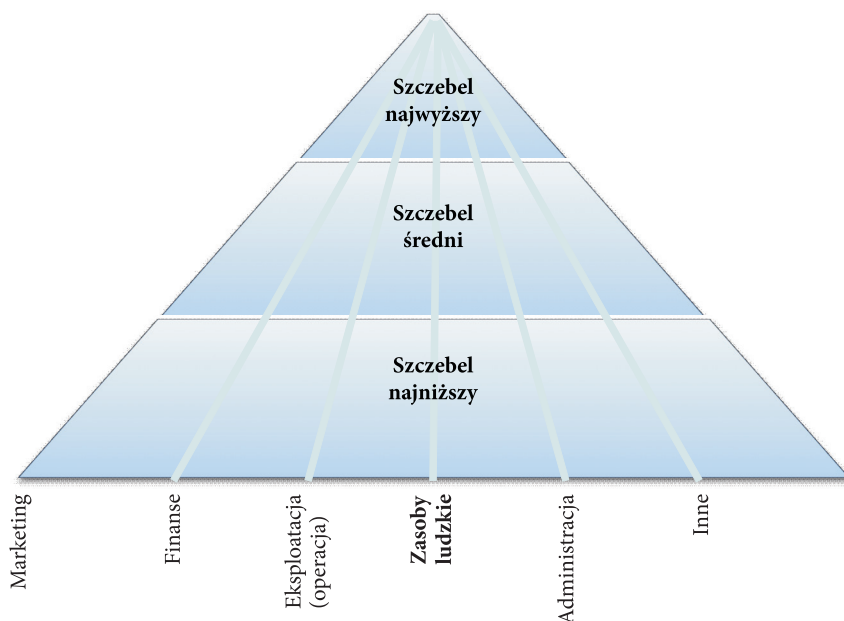 Szczebel
najwyższy
Szczebel
średni
Szczebel
najniższy
Marketing
Finanse
Eksploatacja
(operacja)
Zasoby
ludzkie
Administracja
Inne